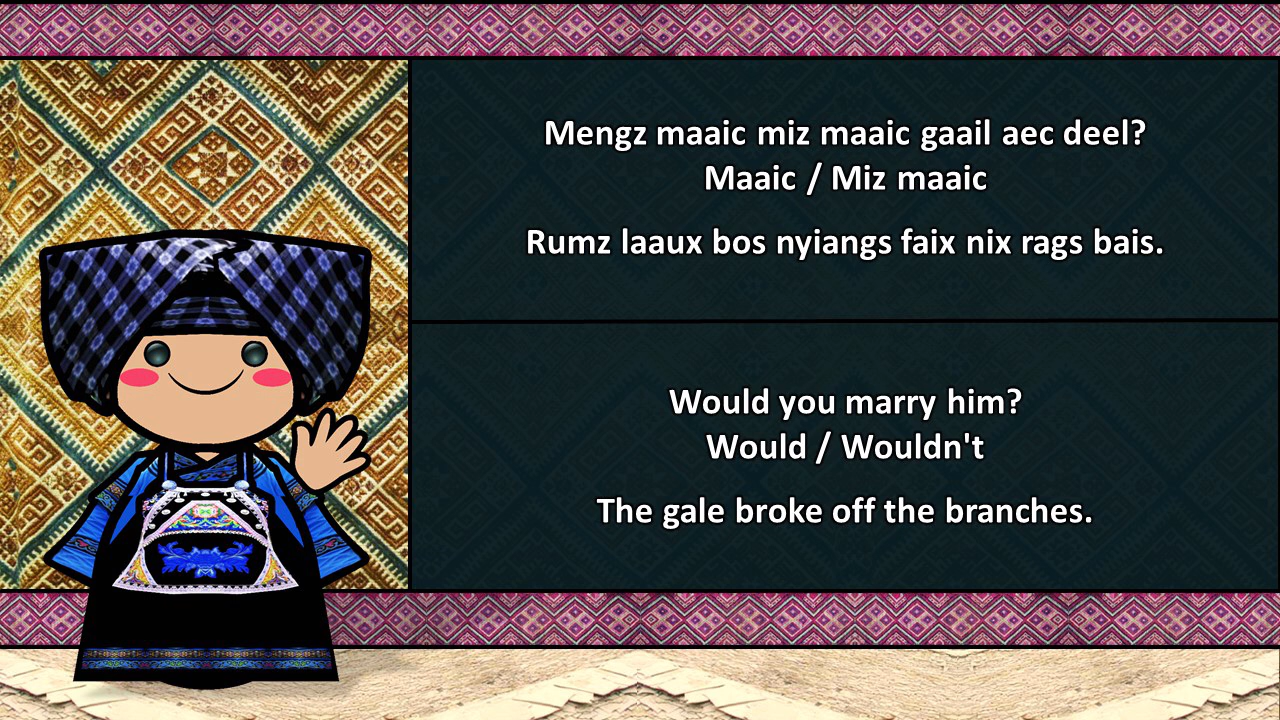 Mengz maaic miz maaic gaail aec deel?
Maaic / Miz maaic
Rumz laaux bos nyiangs faix nix rags bais.
Would you marry him?
Would / Wouldn't
The gale broke off the branches.